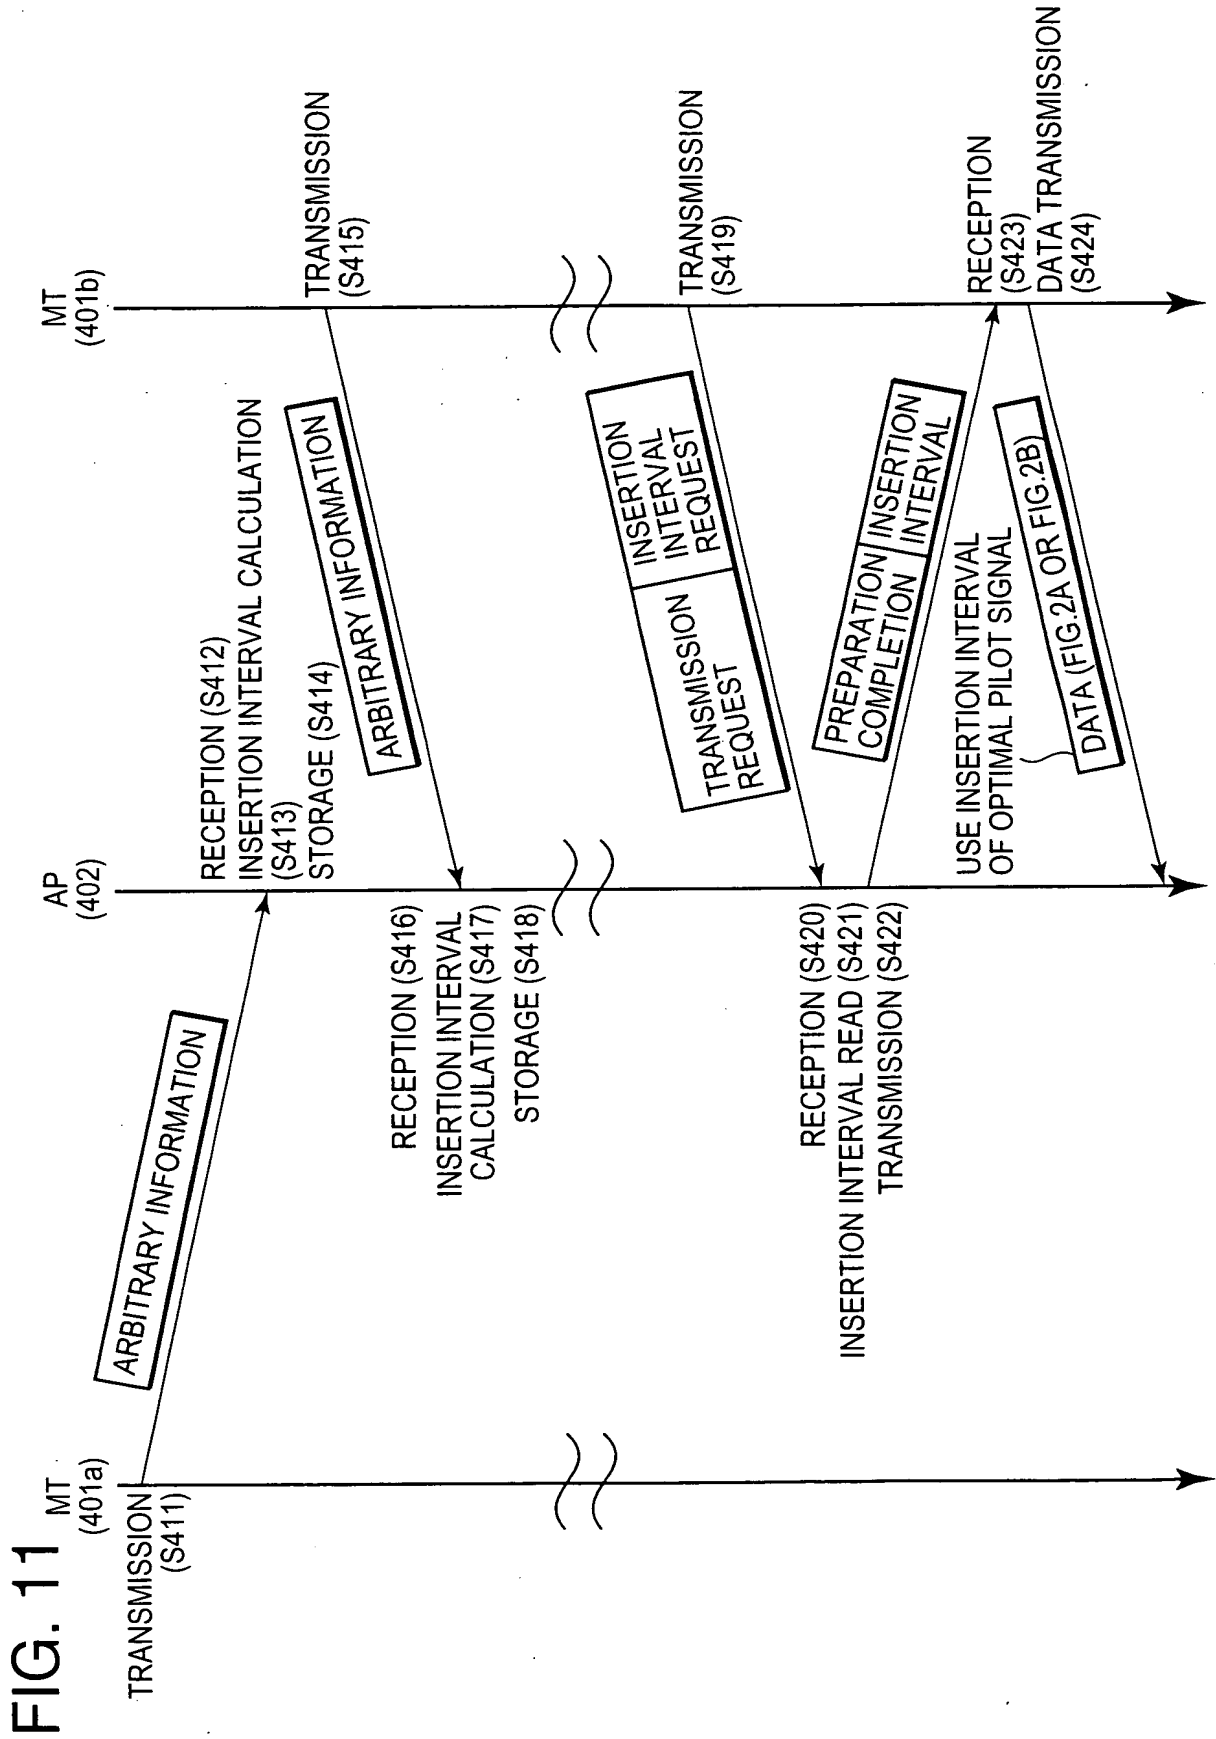 FIG. 11
MT
(401a)
AP
(402)
MT
(401b)
TRANSMISSION
(S411)
ARBITRARY INFORMATION
RECEPTION (S412)
INSERTION INTERVAL CALCULATION
(S413)
STORAGE (S414)
TRANSMISSION
(S415)
ARBITRARY INFORMATION
RECEPTION (S416)
INSERTION INTERVAL
CALCULATION (S417)
STORAGE (S418)
TRANSMISSION
(S419)
TRANSMISSION
REQUEST
INSERTION
INTERVAL
REQUEST
RECEPTION (S420)
INSERTION INTERVAL READ (S421)
TRANSMISSION (S422)
PREPARATION
COMPLETION
INSERTION
INTERVAL
RECEPTION
(S423)
DATA TRANSMISSION
(S424)
USE INSERTION INTERVAL
OF OPTIMAL PILOT SIGNAL
DATA (FIG.2A OR FIG.2B)